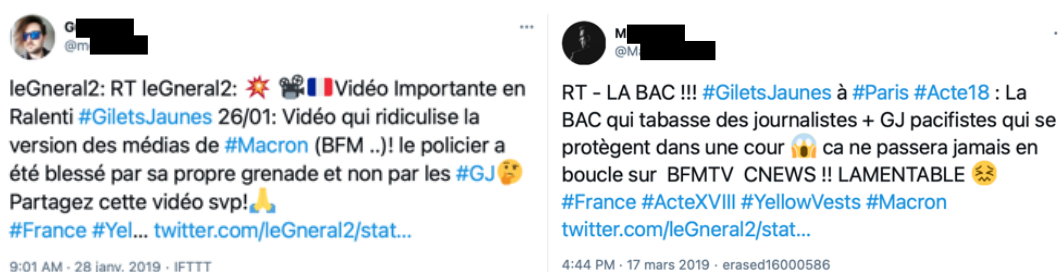 G
@m
leGneral2: RT leGneral2: 💥 🎥🇫🇷Vidéo Importante en
Ralenti #GiletsJaunes 26/01: Vidéo qui ridiculise la
version des médias de #Macron (BFM ..)! le policier a
été blessé par sa propre grenade et non par les #GJ🤔
Partagez cette vidéo svp!🙏
#France #Yel... twitter.com/leGneral2/stat...
9:01 AM · 28 janv. 2019 · IFTTT
M
@M
RT - LA BAC !!! #GiletsJaunes à #Paris #Acte18 : La
BAC qui tabasse des journalistes + GJ pacifistes qui se
protègent dans une cour 😱 ca ne passera jamais en
boucle sur BFMTV CNEWS !! LAMENTABLE 😖
#France #ActeXVIII #YellowVests #Macron
twitter.com/leGneral2/stat...
4:44 PM · 17 mars 2019 · erased16000586